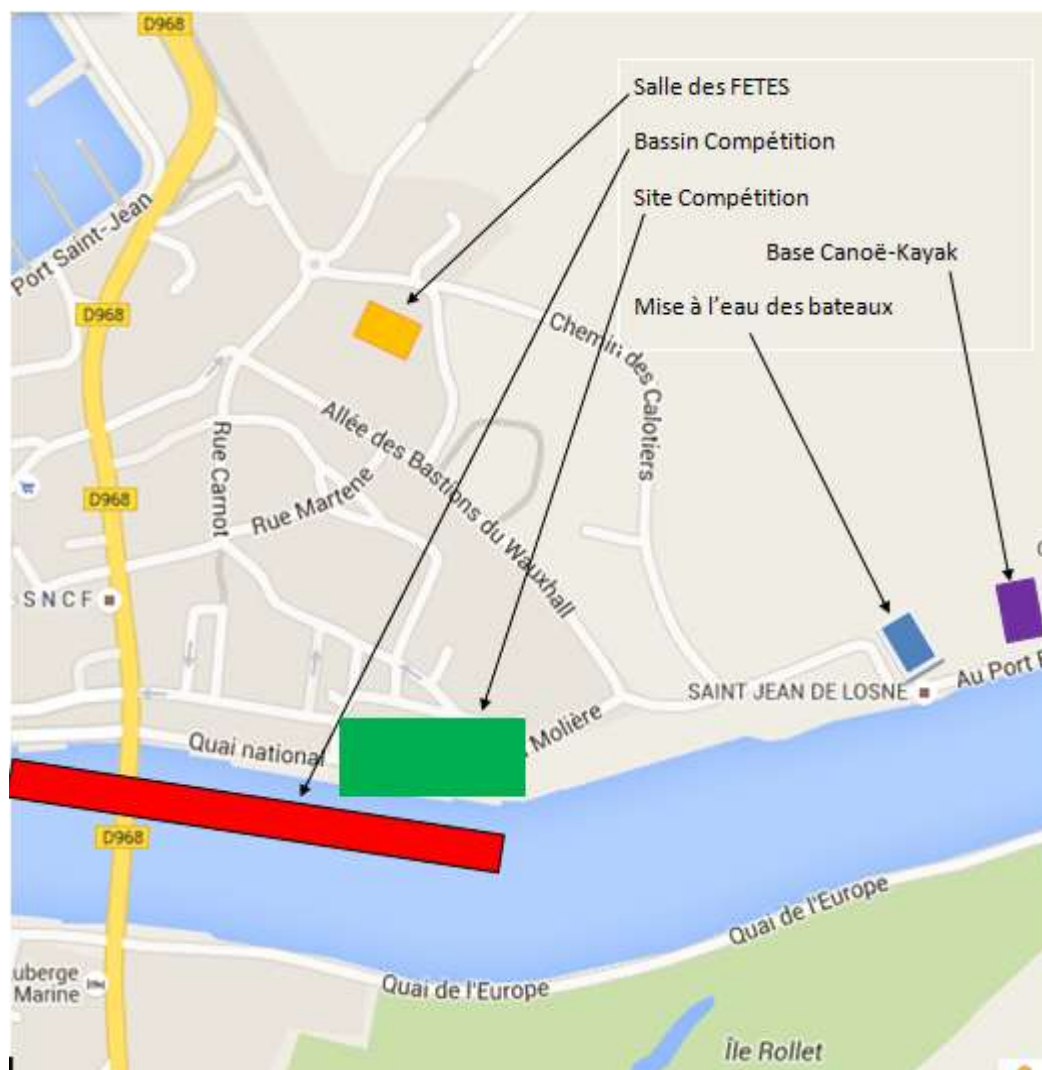 D968
Salle des FETES
Bassin Compétition
Site Compétition
Base Canoë-Kayak
Mise à l'eau des bateaux
Port Saint-Jean
D968
Chemin des Calotiers
Allée des Bastions du Wauxhall
Rue Carnot
Rue Martene
D968
SNCF
SAINT JEAN DE LOSNE
Au Port
Molière
Quai national
D968
Quai de l'Europe
Quai de l'Europe
Marine
Île Rollet